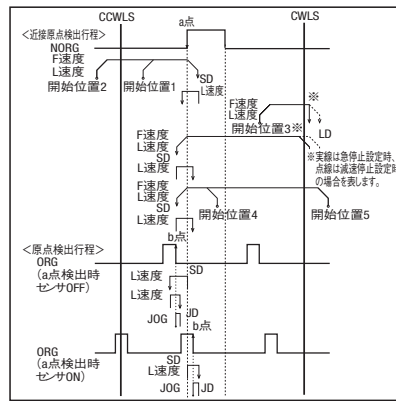 CCWLS
CWLS
a点
<近接原点検出行程>
NORG
F速度
L速度
SD
L速度
開始位置2
開始位置1
※
F速度
L速度
開始位置3※
LD
F速度
L速度
SD
L速度
※実線は急停止設定時、
点線は減速停止設定時
の場合を表します。
F速度
L速度
SD
L速度
開始位置4
開始位置5
b点
<原点検出行程>
ORG
(a点検出時
センサOFF)
SD
L速度
L速度
JD
JOG
b点
ORG
(a点検出時
センサON)
SD
L速度
JOG
JD